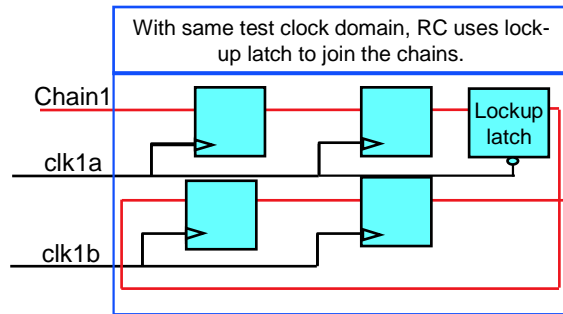 With same test clock domain, RC uses lock-
up latch to join the chains.
Chain1
Lockup
latch
clk1a
clk1b